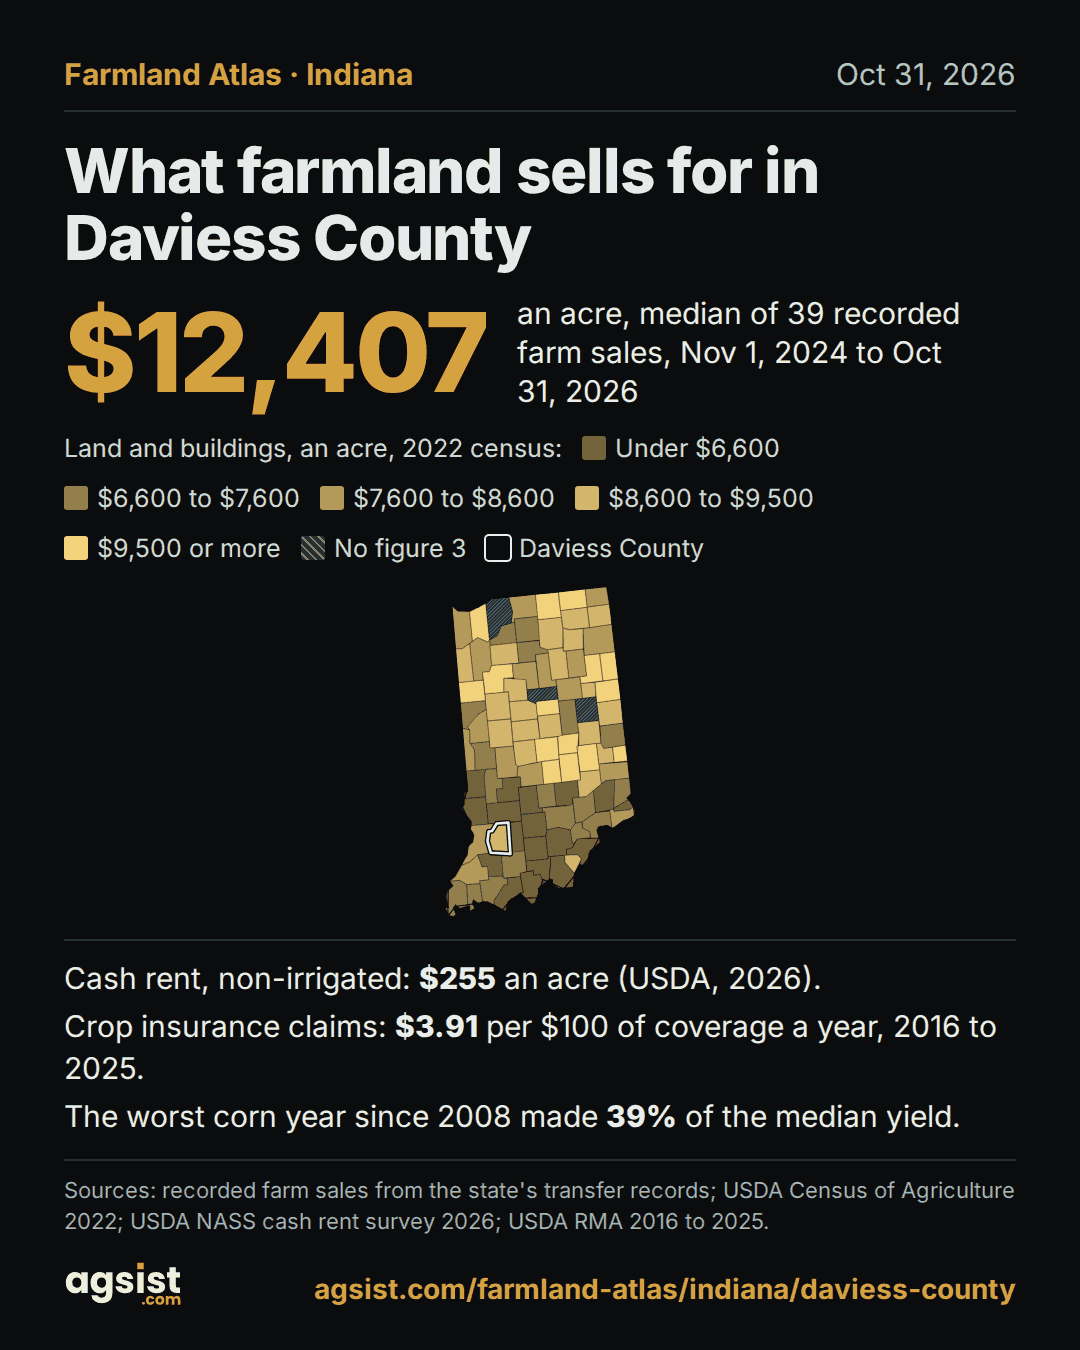 Farmland Atlas · Indiana
Oct 31, 2026
What farmland sells for in
Daviess County
$12,407
an acre, median of 39 recorded
farm sales, Nov 1, 2024 to Oct
31, 2026
Land and buildings, an acre, 2022 census: Under $6,600
$6,600 to $7,600 $7,600 to $8,600 $8,600 to $9,500
$9,500 or more No figure 3 Daviess County
Cash rent, non-irrigated: $255 an acre (USDA, 2026).
Crop insurance claims: $3.91 per $100 of coverage a year, 2016 to
2025.
The worst corn year since 2008 made 39% of the median yield.
Sources: recorded farm sales from the state's transfer records; USDA Census of Agriculture
2022; USDA NASS cash rent survey 2026; USDA RMA 2016 to 2025.
agsist
.com
agsist.com/farmland-atlas/indiana/daviess-county